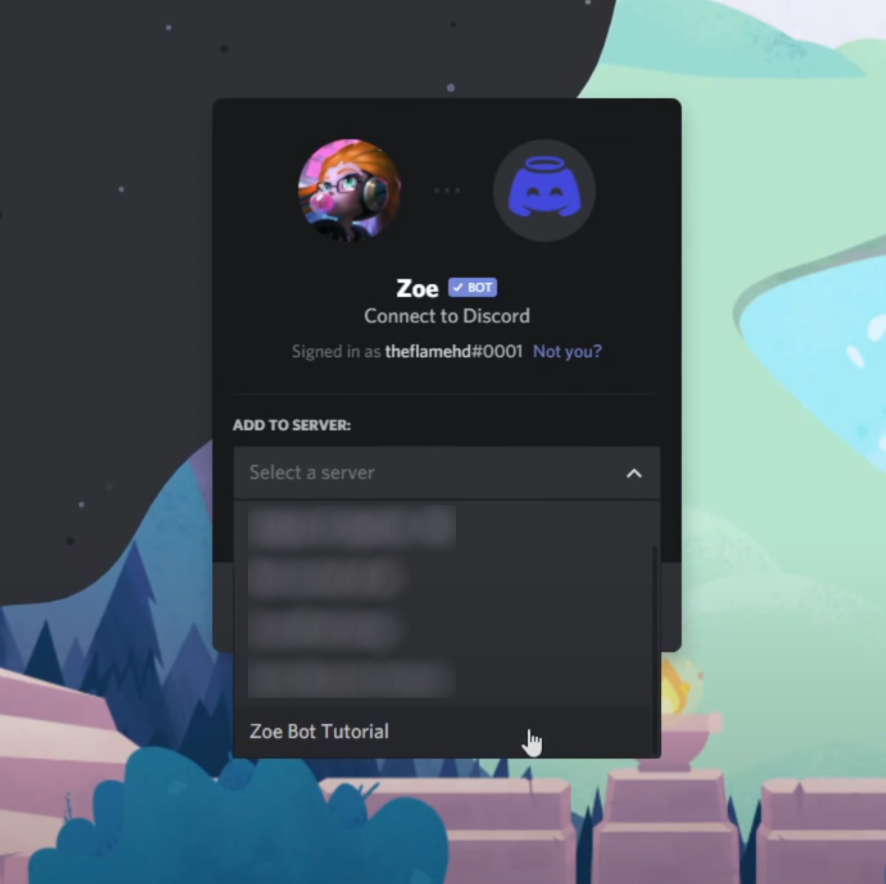 Zoe ✓ BOT
Connect to Discord
Signed in as theflamehd#0001 Not you?
ADD TO SERVER:
Select a server
Zoe Bot Tutorial